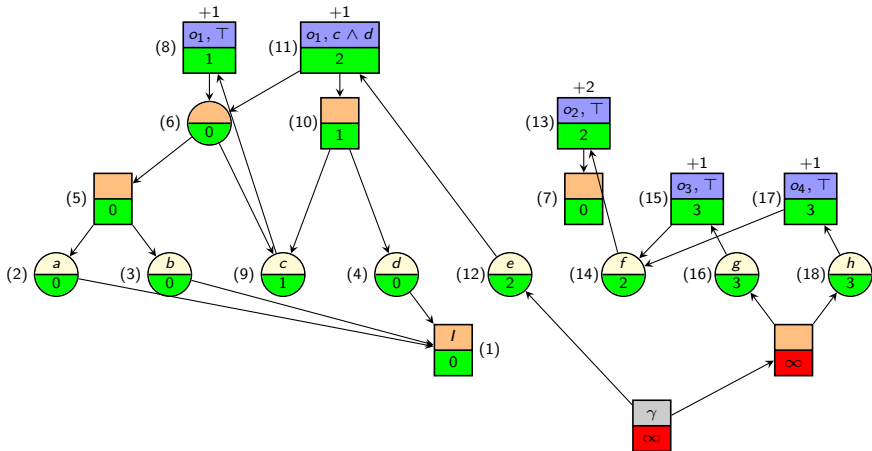 +1 +1
(8) o₁, ⊤ (11) o₁, c ∧ d
1 2
+2
(6) (10) (13) o₂, ⊤
0 1 2
+1 +1
(5) (7) (15) o₃, ⊤ (17) o₄, ⊤
0 0 3 3
a b c d e f g h
(2) (3) (9) (4) (12) (14) (16) (18)
0 0 1 0 2 2 3 3
I (1)
0 ∞
γ
∞